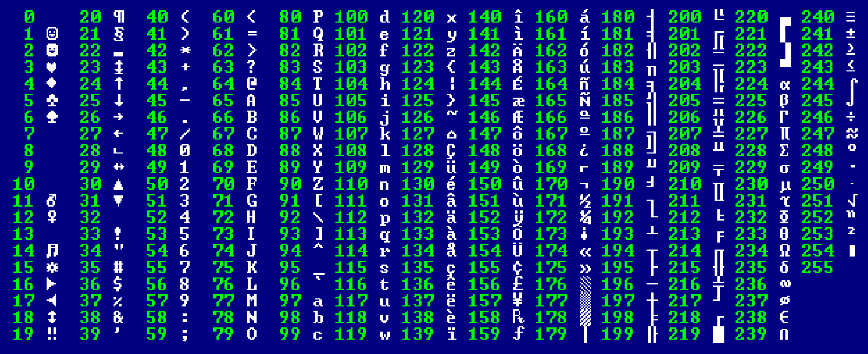 0 20 ¶ 40 ( 60 < 80 P 100 d 120 x 140 î 160 á 180 ┤ 200 ╚ 220 ▄ 240 ≡
1 ☺ 21 § 41 ) 61 = 81 Q 101 e 121 y 141 ì 161 í 181 ╡ 201 ╔ 221 ▌ 241 ±
2 ☻ 22 ▬ 42 * 62 > 82 R 102 f 122 z 142 Ä 162 ó 182 ╢ 202 ╩ 222 ▐ 242 ≥
3 ♥ 23 ↨ 43 + 63 ? 83 S 103 g 123 { 143 Å 163 ú 183 ╖ 203 ╦ 223 ▀ 243 ≤
4 ♦ 24 ↑ 44 , 64 @ 84 T 104 h 124 | 144 É 164 ñ 184 ╕ 204 ╠ 224 α 244 ⌠
5 ♣ 25 ↓ 45 - 65 A 85 U 105 i 125 } 145 æ 165 Ñ 185 ╣ 205 ═ 225 β 245 ⌡
6 ♠ 26 → 46 . 66 B 86 V 106 j 126 ~ 146 Æ 166 ª 186 ║ 206 ╬ 226 Γ 246 ÷
7 27 ← 47 / 67 C 87 W 107 k 127 ⌂ 147 ô 167 º 187 ╗ 207 ╧ 227 π 247 ≈
8 28 ∟ 48 0 68 D 88 X 108 l 128 Ç 148 ö 168 ¿ 188 ╝ 208 ╨ 228 Σ 248 °
9 29 ↔ 49 1 69 E 89 Y 109 m 129 ü 149 ò 169 ⌐ 189 ╜ 209 ╤ 229 σ 249 ∙
10 30 ▲ 50 2 70 F 90 Z 110 n 130 é 150 û 170 ¬ 190 ╛ 210 ╥ 230 µ 250 ·
11 ♂ 31 ▼ 51 3 71 G 91 [ 111 o 131 â 151 ù 171 ½ 191 ┐ 211 ╙ 231 τ 251 √
12 ♀ 32 52 4 72 H 92 \ 112 p 132 ä 152 ÿ 172 ¼ 192 └ 212 ╘ 232 Φ 252 ⁿ
13 33 ! 53 5 73 I 93 ] 113 q 133 à 153 Ö 173 ¡ 193 ┴ 213 ╒ 233 Θ 253 ²
14 ♫ 34 " 54 6 74 J 94 ^ 114 r 134 å 154 Ü 174 « 194 ┬ 214 ╓ 234 Ω 254 ■
15 ☼ 35 # 55 7 75 K 95 _ 115 s 135 ç 155 ¢ 175 » 195 ├ 215 ╫ 235 δ 255
16 ► 36 $ 56 8 76 L 96 ` 116 t 136 ê 156 £ 176 ░ 196 ─ 216 ╪ 236 ∞
17 ◄ 37 % 57 9 77 M 97 a 117 u 137 ë 157 ¥ 177 ▒ 197 ┼ 217 ┘ 237 ø
18 ↕ 38 & 58 : 78 N 98 b 118 v 138 è 158 ₧ 178 ▓ 198 ╞ 218 ┌ 238 ∈
19 ‼ 39 ' 59 ; 79 O 99 c 119 w 139 ï 159 ƒ 179 │ 199 ╟ 219 █ 239 ∩